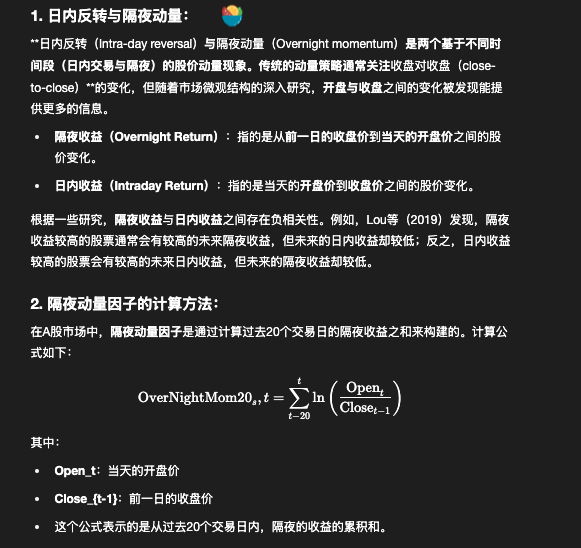 1. 日内反转与隔夜动量：
**日内反转（Intra-day reversal）与隔夜动量（Overnight momentum）是两个基于不同时
间段（日内交易与隔夜）的股价动量现象。传统的动量策略通常关注收盘对收盘（close-
to-close）**的变化，但随着市场微观结构的深入研究，开盘与收盘之间的变化被发现能提
供更多的信息。
• 隔夜收益（Overnight Return）：指的是从前一日的收盘价到当天的开盘价之间的股
价变化。
• 日内收益（Intraday Return）：指的是当天的开盘价到收盘价之间的股价变化。
根据一些研究，隔夜收益与日内收益之间存在负相关性。例如，Lou等（2019）发现，隔夜
收益较高的股票通常会有较高的未来隔夜收益，但未来的日内收益却较低；反之，日内收益
较高的股票会有较高的未来日内收益，但未来的隔夜收益却较低。
2. 隔夜动量因子的计算方法：
在A股市场中，隔夜动量因子是通过计算过去20个交易日的隔夜收益之和来构建的。计算公
式如下：
OverNightMom20_s, t = \sum_{t-20}^{t} ln(Open_t / Close_{t-1})
其中：
• Open_t：当天的开盘价
• Close_{t-1}：前一日的收盘价
• 这个公式表示的是从过去20个交易日内，隔夜的收益的累积和。